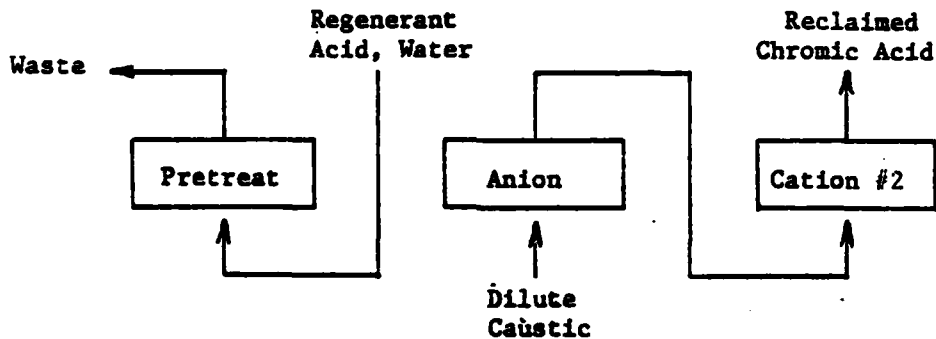 Regenerant
Acid, Water
Reclaimed
Chromic Acid
Waste
Pretreat
Anion
Cation #2
Dilute
Caustic